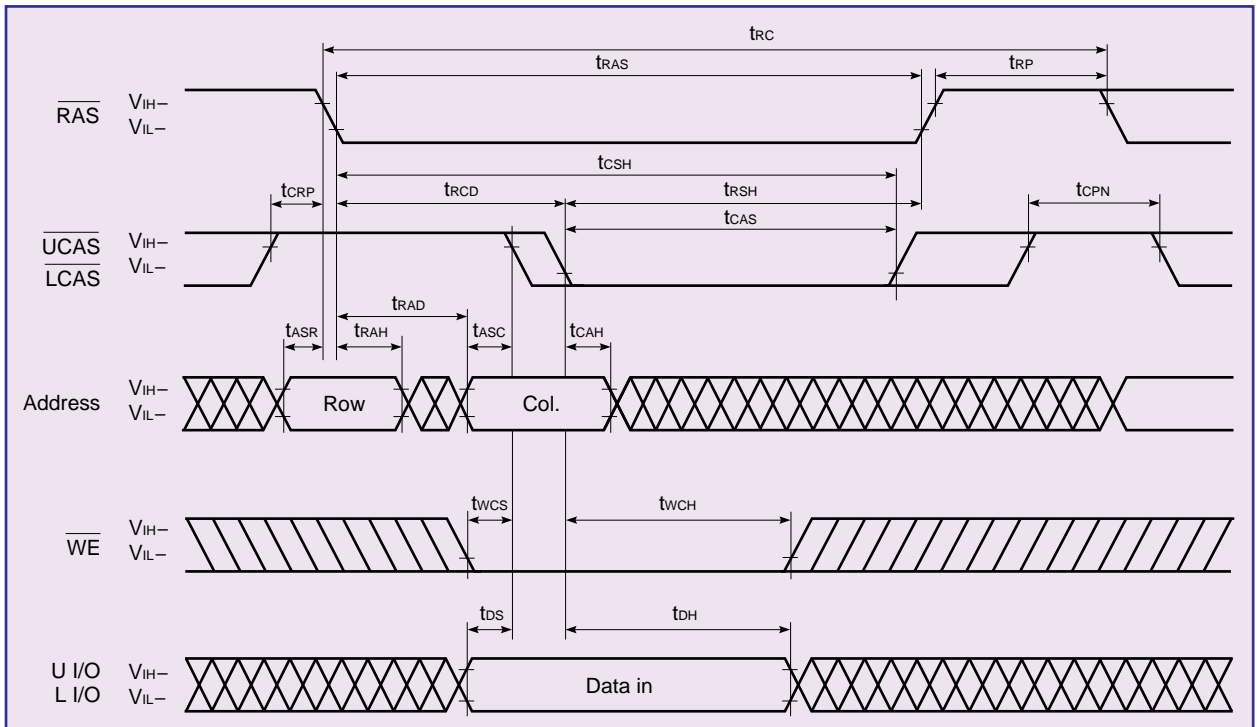 tRC
tRAS tRP
RAS VIH–
VIL–
tCSH
tCRP tRCD tRSH tCPN
tCAS
UCAS VIH–
LCAS VIL–
tRAD
tASR tRAH tASC tCAH
Address VIH–
VIL–
Row Col.
tWCS tWCH
WE VIH–
VIL–
tDS tDH
U I/O VIH–
L I/O VIL–
Data in